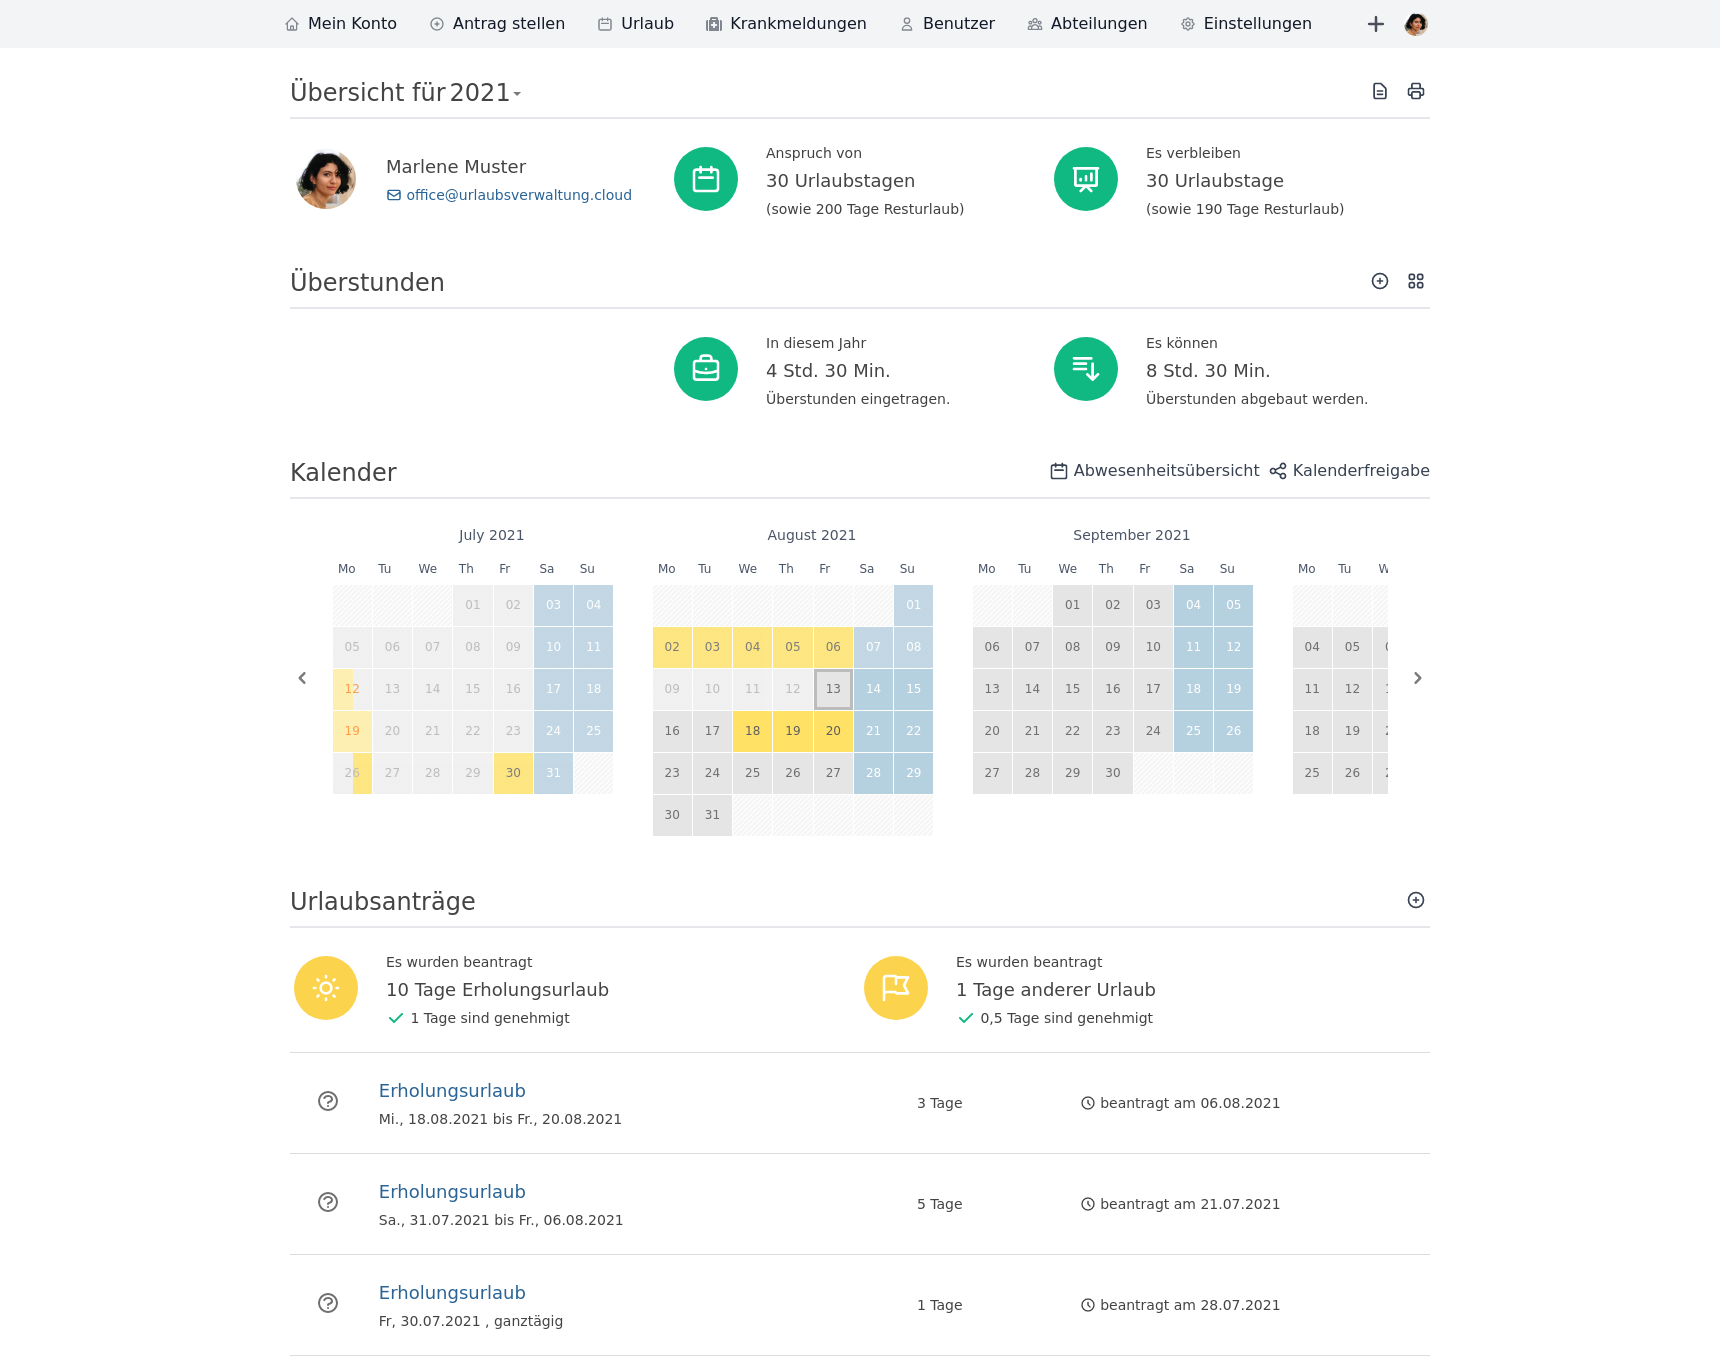 Mein Konto Antrag stellen Urlaub Krankmeldungen Benutzer Abteilungen Einstellungen
Übersicht für 2021
Marlene Muster
office@urlaubsverwaltung.cloud
Anspruch von
30 Urlaubstagen
(sowie 200 Tage Resturlaub)
Es verbleiben
30 Urlaubstage
(sowie 190 Tage Resturlaub)
Überstunden
In diesem Jahr
4 Std. 30 Min.
Überstunden eingetragen.
Es können
8 Std. 30 Min.
Überstunden abgebaut werden.
Kalender
Abwesenheitsübersicht Kalenderfreigabe
July 2021
Mo Tu We Th Fr Sa Su
01 02 03 04
05 06 07 08 09 10 11
12 13 14 15 16 17 18
19 20 21 22 23 24 25
26 27 28 29 30 31
August 2021
Mo Tu We Th Fr Sa Su
01
02 03 04 05 06 07 08
09 10 11 12 13 14 15
16 17 18 19 20 21 22
23 24 25 26 27 28 29
30 31
September 2021
Mo Tu We Th Fr Sa Su
01 02 03 04 05
06 07 08 09 10 11 12
13 14 15 16 17 18 19
20 21 22 23 24 25 26
27 28 29 30
Mo Tu
04 05
11 12
18 19
25 26
Urlaubsanträge
Es wurden beantragt
10 Tage Erholungsurlaub
1 Tage sind genehmigt
Es wurden beantragt
1 Tage anderer Urlaub
0,5 Tage sind genehmigt
Erholungsurlaub
Mi., 18.08.2021 bis Fr., 20.08.2021
3 Tage
beantragt am 06.08.2021
Erholungsurlaub
Sa., 31.07.2021 bis Fr., 06.08.2021
5 Tage
beantragt am 21.07.2021
Erholungsurlaub
Fr, 30.07.2021 , ganztägig
1 Tage
beantragt am 28.07.2021